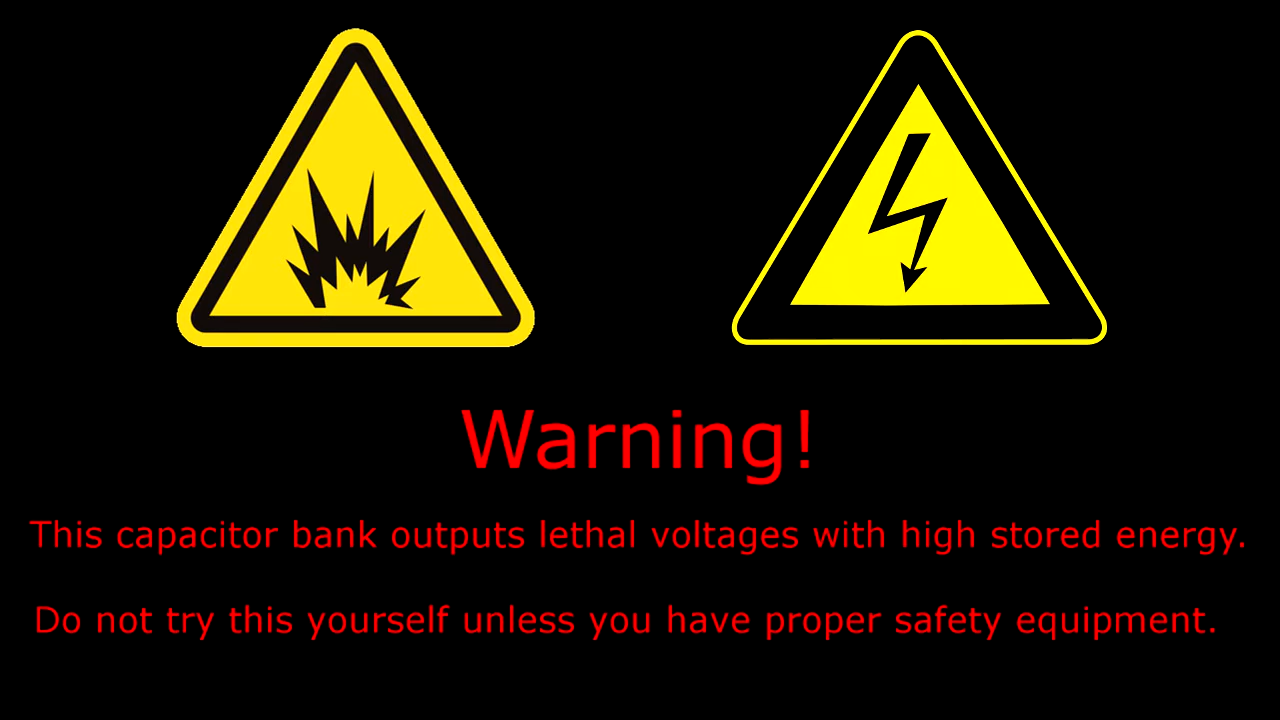 Warning!
This capacitor bank outputs lethal voltages with high stored energy.
Do not try this yourself unless you have proper safety equipment.